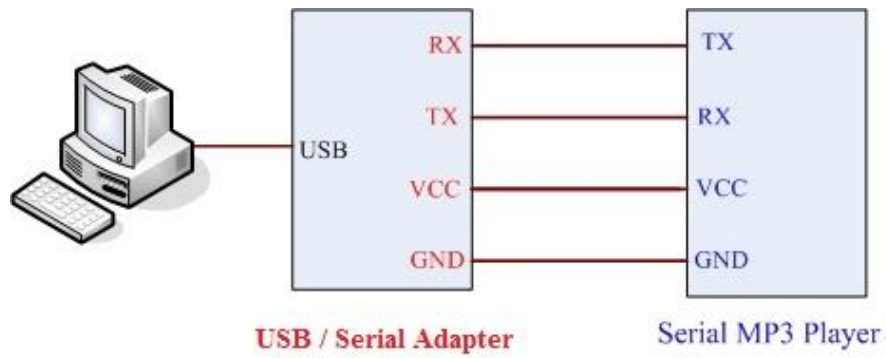 RX TX
TX RX
USB
VCC VCC
GND GND
USB / Serial Adapter
Serial MP3 Player